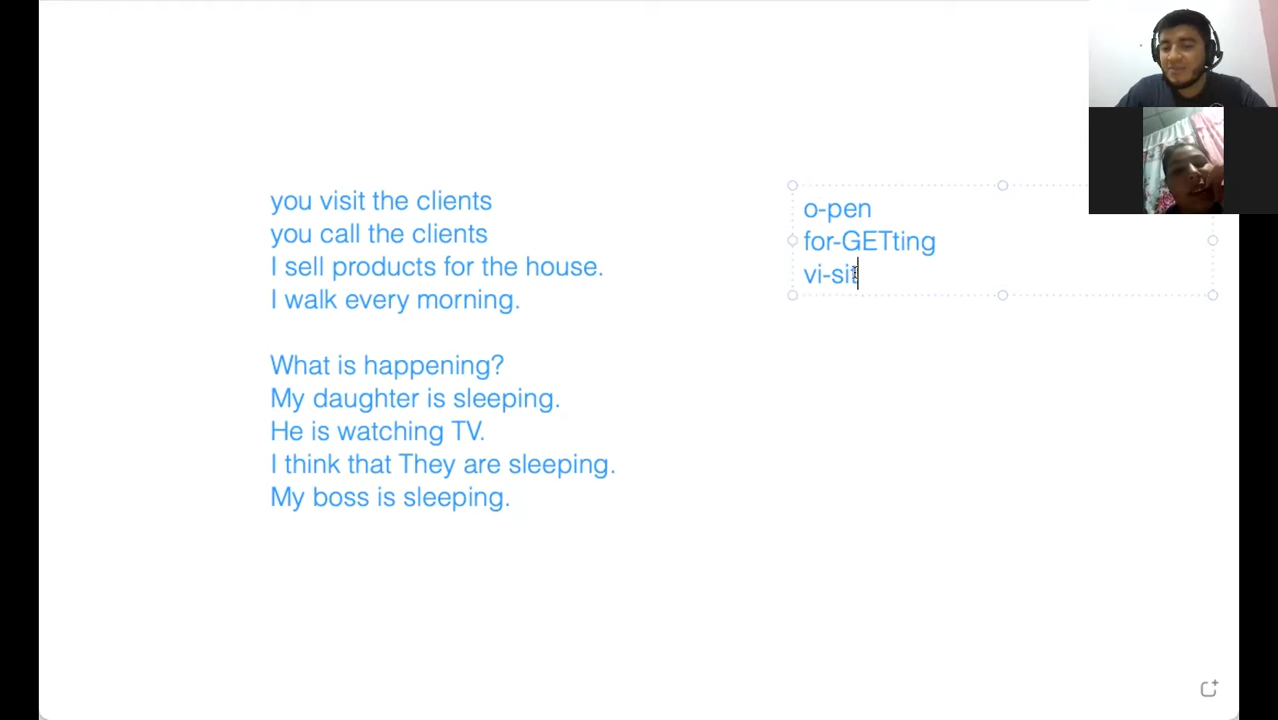 you visit the clients
you call the clients
I sell products for the house.
I walk every morning.
What is happening?
My daughter is sleeping.
He is watching TV.
I think that They are sleeping.
My boss is sleeping.
o-pen
for-GETting
vi-sit